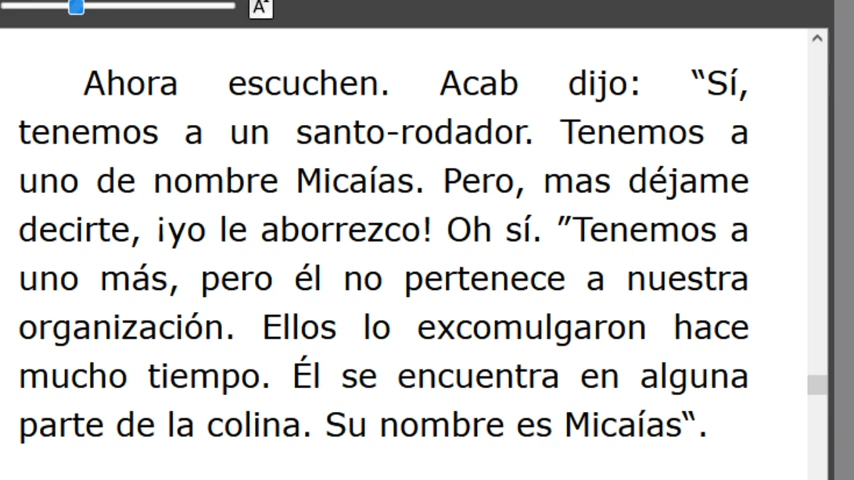 A
Ahora escuchen. Acab dijo: “Sí,
tenemos a un santo-rodador. Tenemos a
uno de nombre Micaías. Pero, mas déjame
decirte, ¡yo le aborrezco! Oh sí. ”Tenemos a
uno más, pero él no pertenece a nuestra
organización. Ellos lo excomulgaron hace
mucho tiempo. Él se encuentra en alguna
parte de la colina. Su nombre es Micaías“.